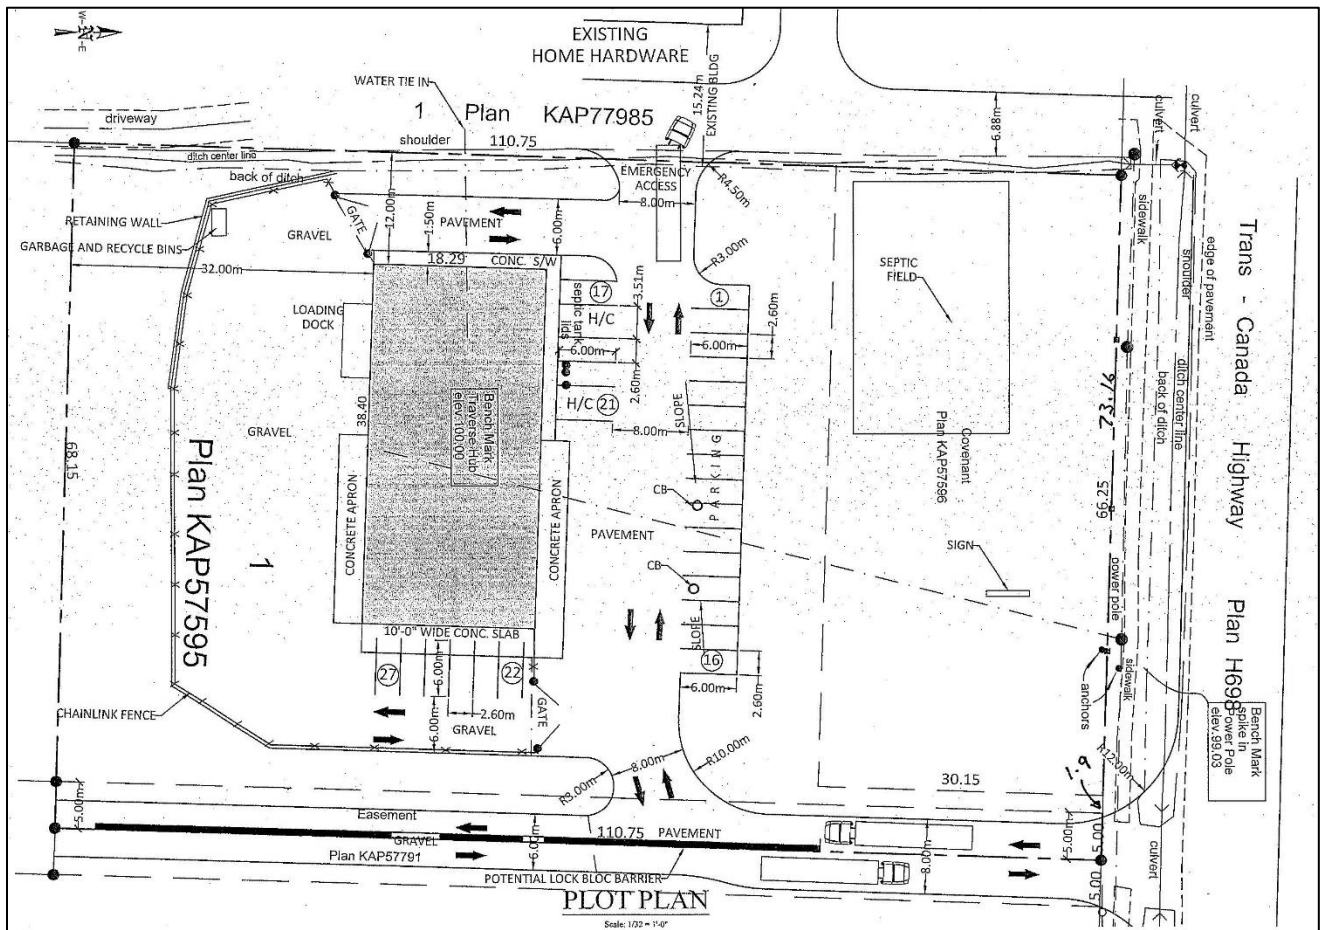 W N E
EXISTING
HOME HARDWARE
WATER TIE IN
1 Plan KAP77985
15.24m
EXISTING BLDG
6.88m
culvert
culvert
driveway
shoulder
110.75
ditch center line
back of ditch
EMERGENCY
ACCESS
8.00m
R4.50m
RETAINING WALL
GARBAGE AND RECYCLE BINS
GATE
12.00m
1.50m
PAVEMENT
6.00m
GRAVEL
32.00m
18.29
CONC. S/W
R3.00m
sidewalk
shoulder
edge of pavement
Trans - Canada Highway Plan H698
SEPTIC
FIELD
LOADING
DOCK
septic tank
lids
17
H/C
3.51m
1
2.60m
6.00m
6.00m
2.60m
H/C 21
8.00m
SLOPE
PARKING
38.40
Bench Mark
Traverse Hub
elev.100.00
GRAVEL
68.15
Plan KAP57595
1
CONCRETE APRON
CONCRETE APRON
CB
PAVEMENT
CB
Covenant
Plan KAP57596
73.16
66.25
ditch center line
back of ditch
SIGN
power pole
sidewalk
anchors
10'-0" WIDE CONC. SLAB
SLOPE
16
27
22
6.00m
6.00m
2.60m
6.00m
2.60m
GATE
GRAVEL
CHAINLINK FENCE
Bench Mark
spike in
Power Pole
elev.99.03
R12.00m
1.9
R3.00m
8.00m
R10.00m
30.15
5.00m
Easement
GRAVEL
6.00m
110.75
PAVEMENT
8.00m
5.00m
5.00
5.00
culvert
Plan KAP57791
POTENTIAL LOCK BLOC BARRIER
PLOT PLAN
Scale: 1/32 = 1'-0"